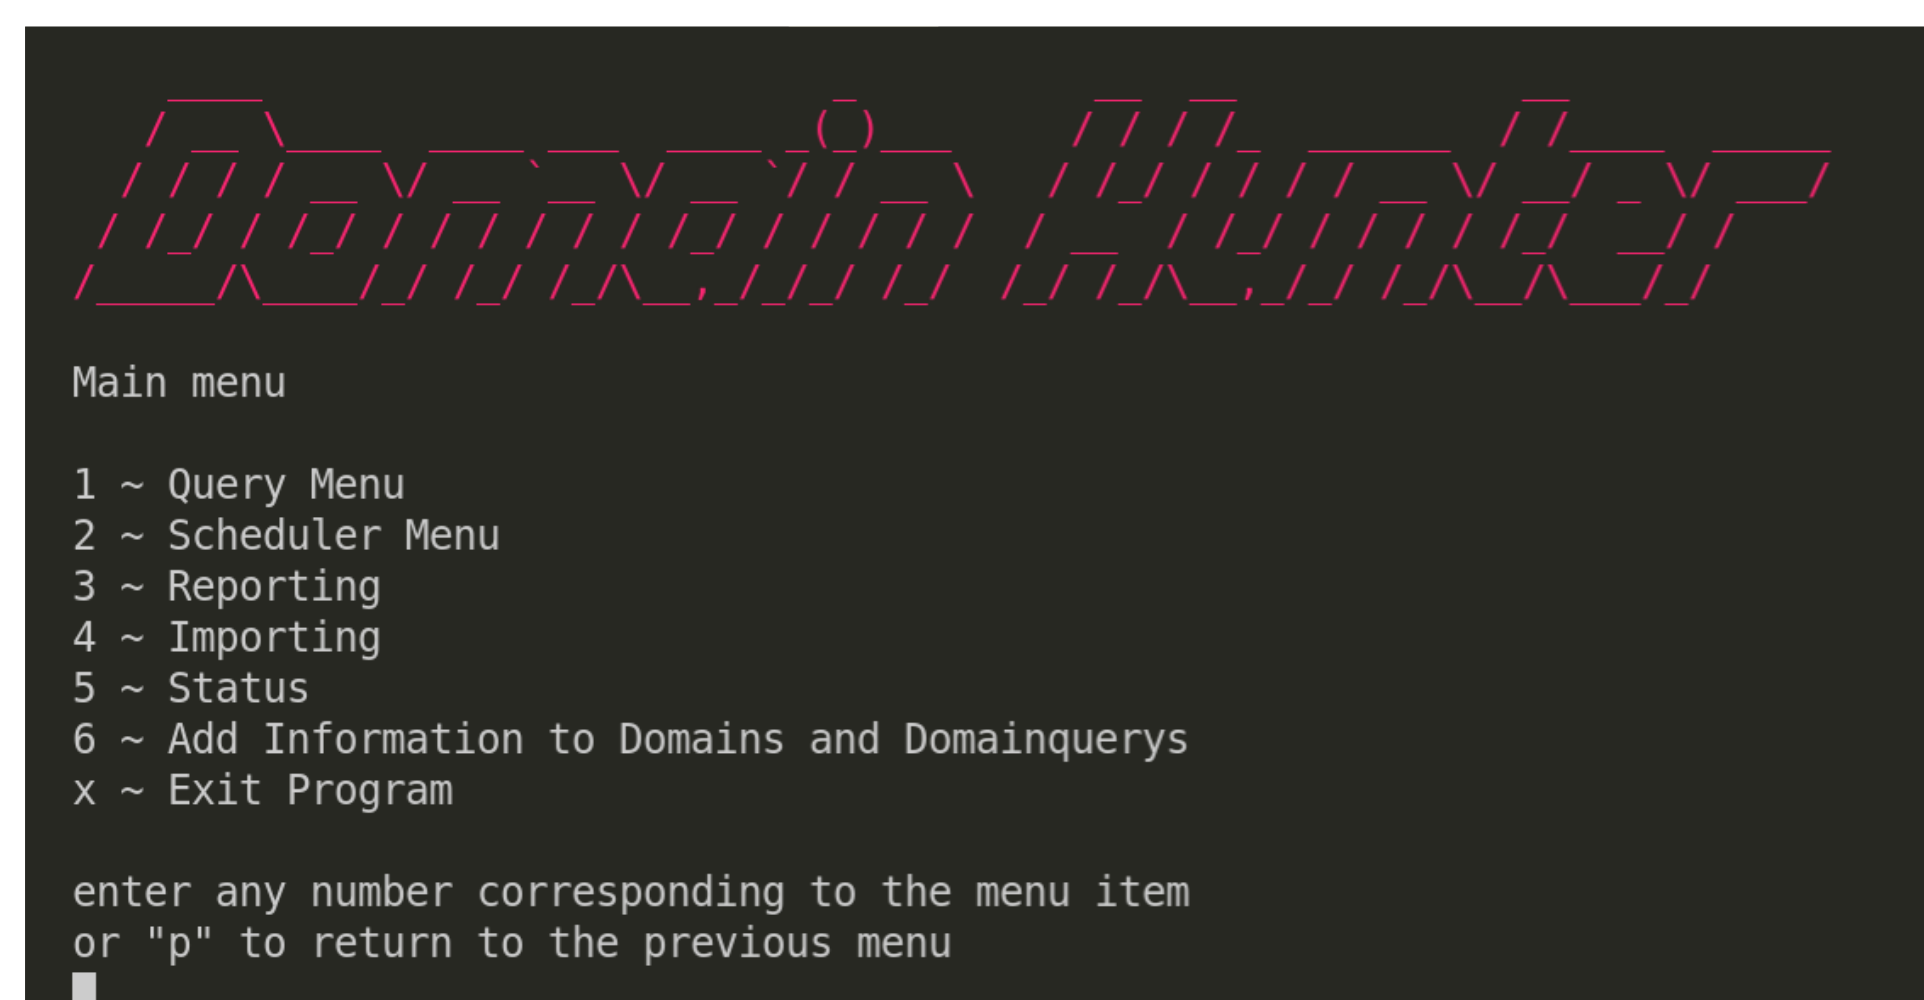 Domain Hunter
Main menu
1 ~ Query Menu
2 ~ Scheduler Menu
3 ~ Reporting
4 ~ Importing
5 ~ Status
6 ~ Add Information to Domains and Domainquerys
x ~ Exit Program
enter any number corresponding to the menu item
or "p" to return to the previous menu